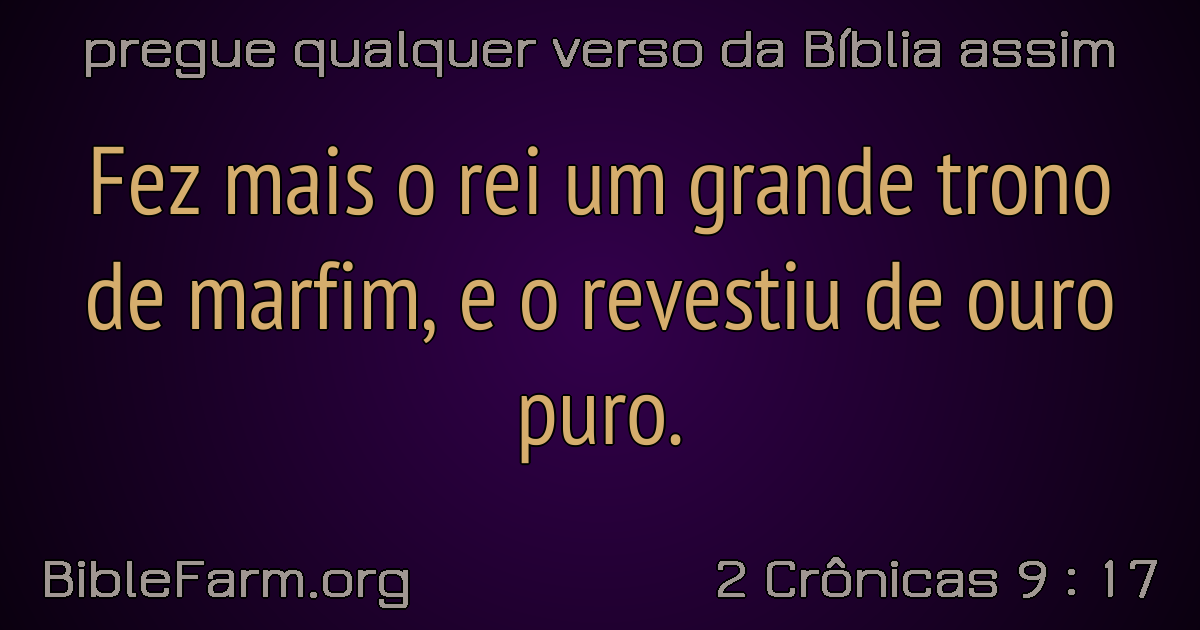 pregue qualquer verso da Bíblia assim
Fez mais o rei um grande trono
de marfim, e o revestiu de ouro
puro.
BibleFarm.org
2 Crônicas 9 : 17